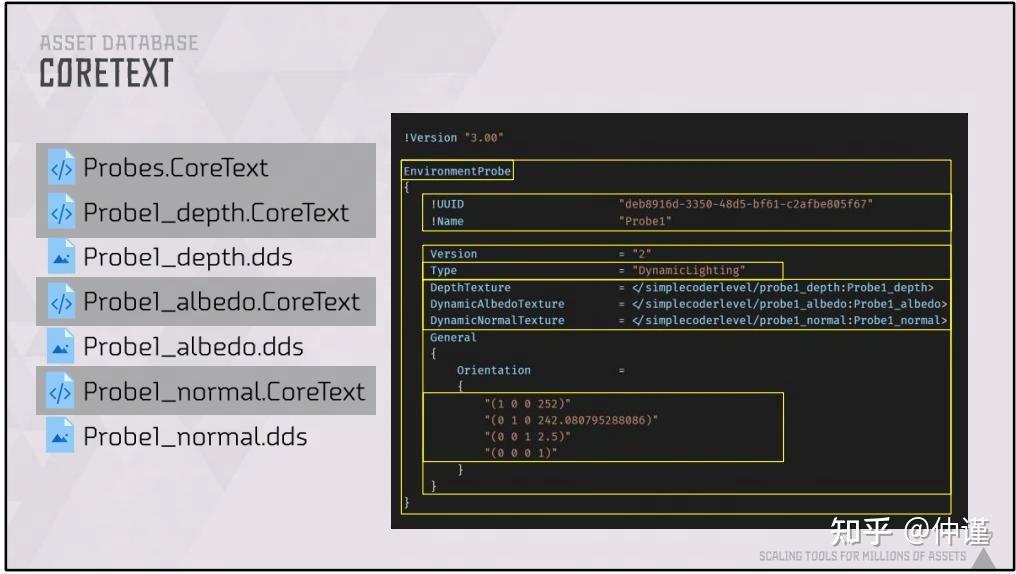 ASSET DATABASE
CORETEXT
Probes.CoreText
Probe1_depth.CoreText
Probe1_depth.dds
Probe1_albedo.CoreText
Probe1_albedo.dds
Probe1_normal.CoreText
Probe1_normal.dds
!Version "3.00"
EnvironmentProbe
{
!UUID "deb8916d-3350-48d5-bf61-c2afbe805f67"
!Name "Probe1"
Version = "2"
Type = "DynamicLighting"
DepthTexture = </simplecoderlevel/probe1_depth:Probe1_depth>
DynamicAlbedoTexture = </simplecoderlevel/probe1_albedo:Probe1_albedo>
DynamicNormalTexture = </simplecoderlevel/probe1_normal:Probe1_normal>
General
{
Orientation =
{
"(1 0 0 252)"
"(0 1 0 242.080795288086)"
"(0 0 1 2.5)"
"(0 0 0 1)"
}
}
}
知乎 @仲谨
SCALING TOOLS FOR MILLIONS OF ASSETS